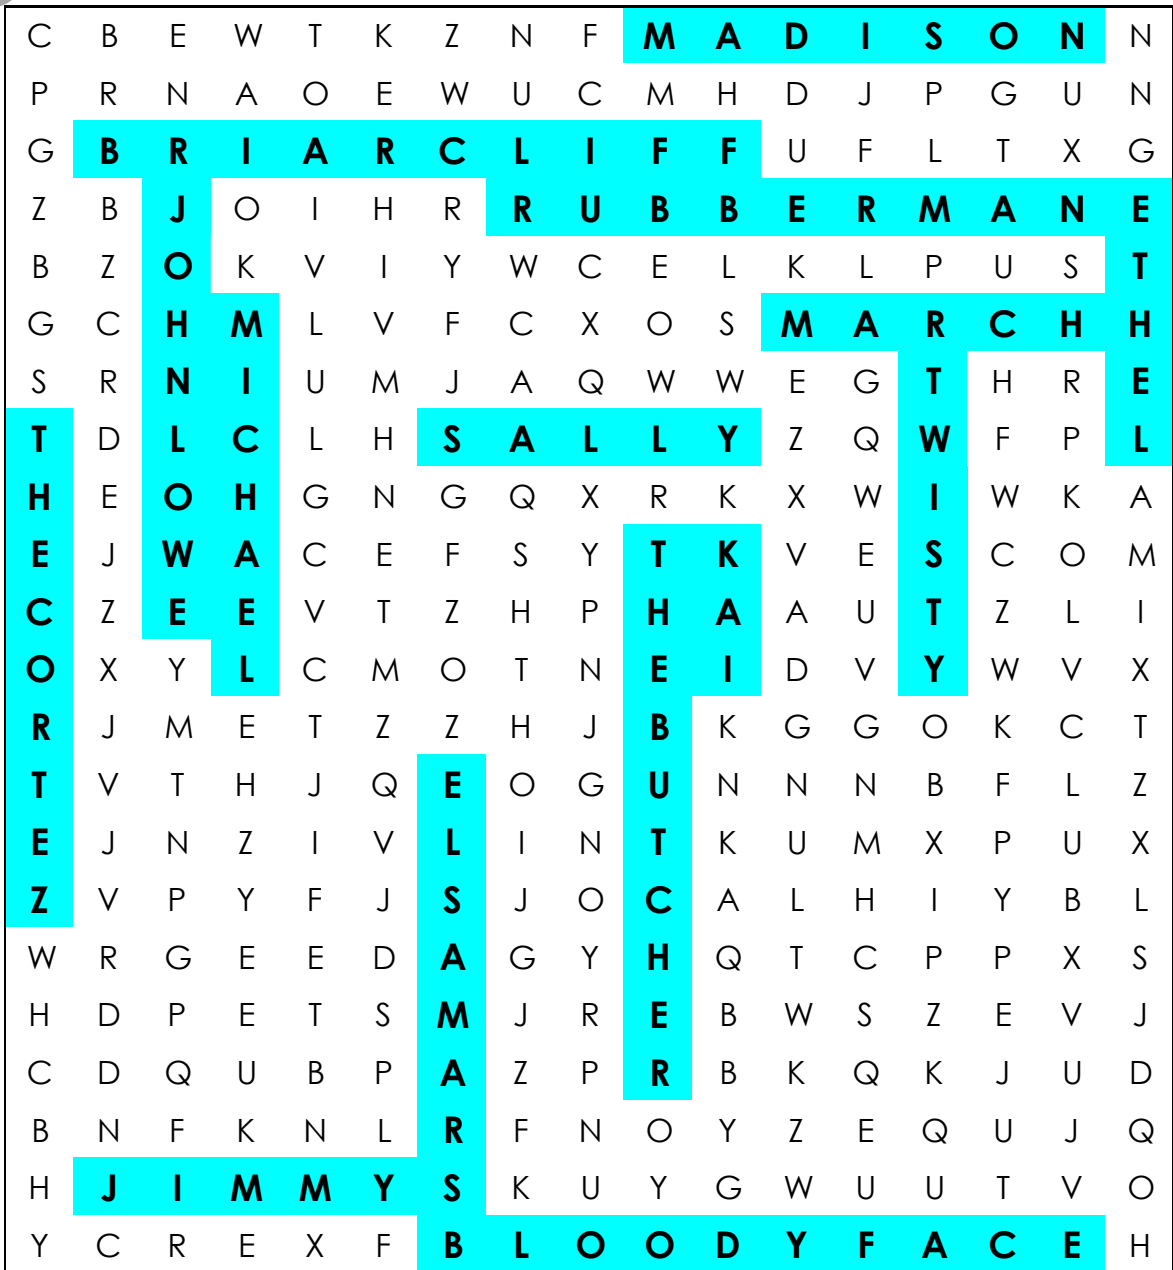 C B E W T K Z N F M A D I S O N N
P R N A O E W U C M H D J P G U N
G B R I A R C L I F F U F L T X G
Z B J O I H R R U B B E R M A N E
B Z O K V I Y W C E L K L P U S T
G C H M L V F C X O S M A R C H H
S R N I U M J A Q W W E G T H R E
T D L C L H S A L L Y Z Q W F P L
H E O H G N G Q X R K X W I W K A
E J W A C E F S Y T K V E S C O M
C Z E E V T Z H P H A A U T Z L I
O X Y L C M O T N E I D V Y W V X
R J M E T Z Z H J B K G G O K C T
T V T H J Q E O G U N N N B F L Z
E J N Z I V L I N T K U M X P U X
Z V P Y F J S J O C A L H I Y B L
W R G E E D A G Y H Q T C P P X S
H D P E T S M J R E B W S Z E V J
C D Q U B P A Z P R B K Q K J U D
B N F K N L R F N O Y Z E Q U J Q
H J I M M Y S K U Y G W U U T V O
Y C R E X F B L O O D Y F A C E H